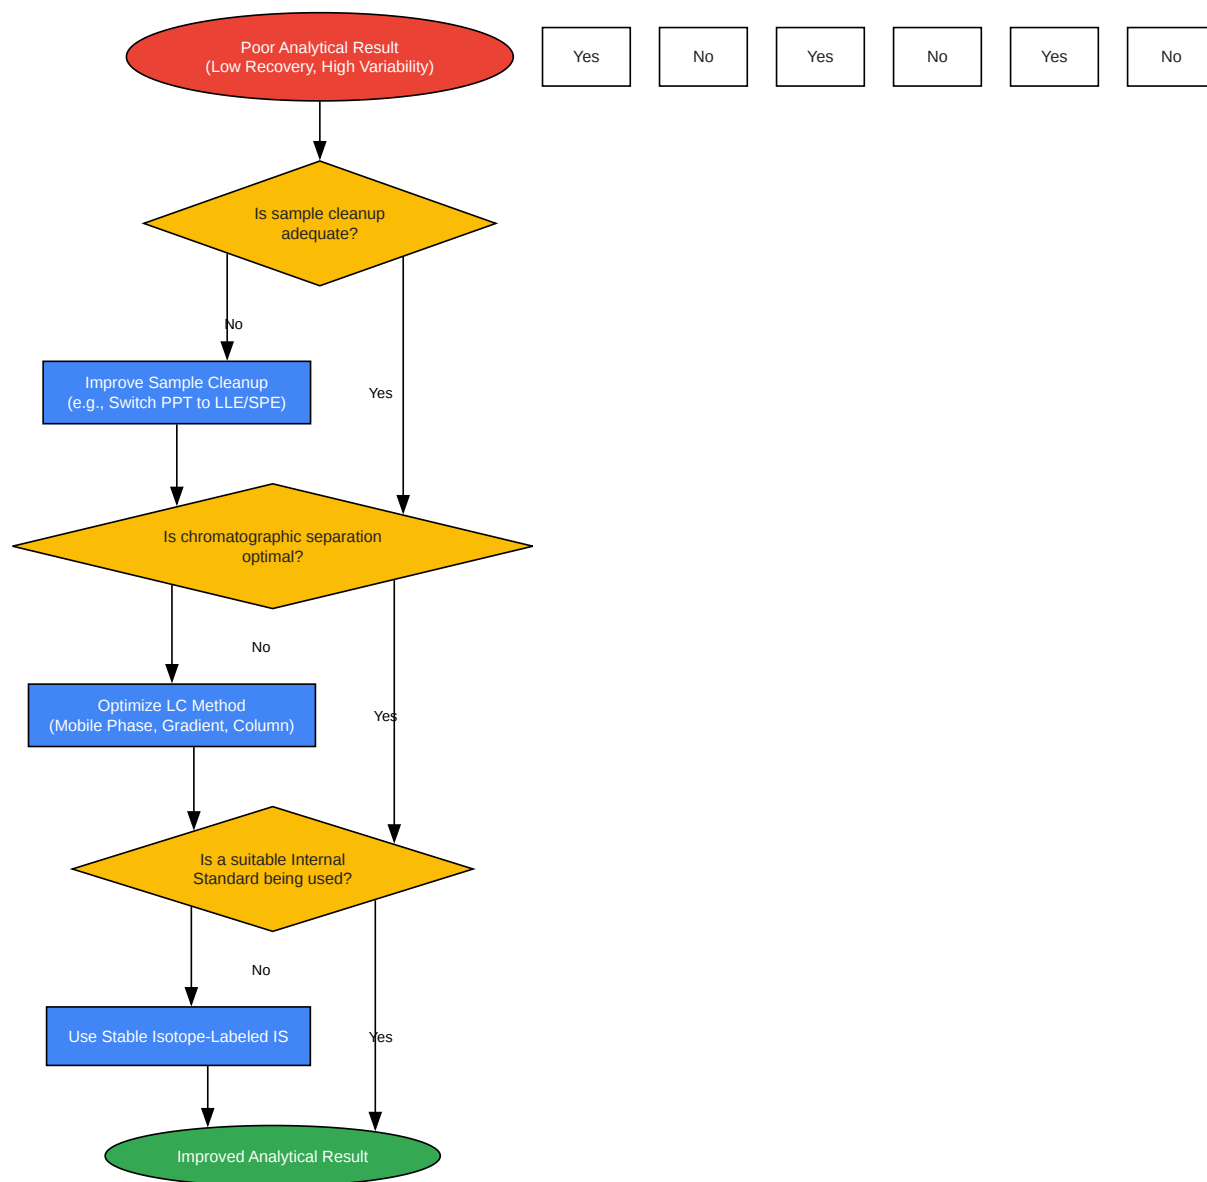 Poor Analytical Result
(Low Recovery, High Variability)
Yes
No
Yes
No
Yes
No
Is sample cleanup
adequate?
No
Improve Sample Cleanup
(e.g., Switch PPT to LLE/SPE)
Yes
Is chromatographic separation
optimal?
No
Optimize LC Method
(Mobile Phase, Gradient, Column)
Yes
Is a suitable Internal
Standard being used?
No
Use Stable Isotope-Labeled IS
Yes
Improved Analytical Result